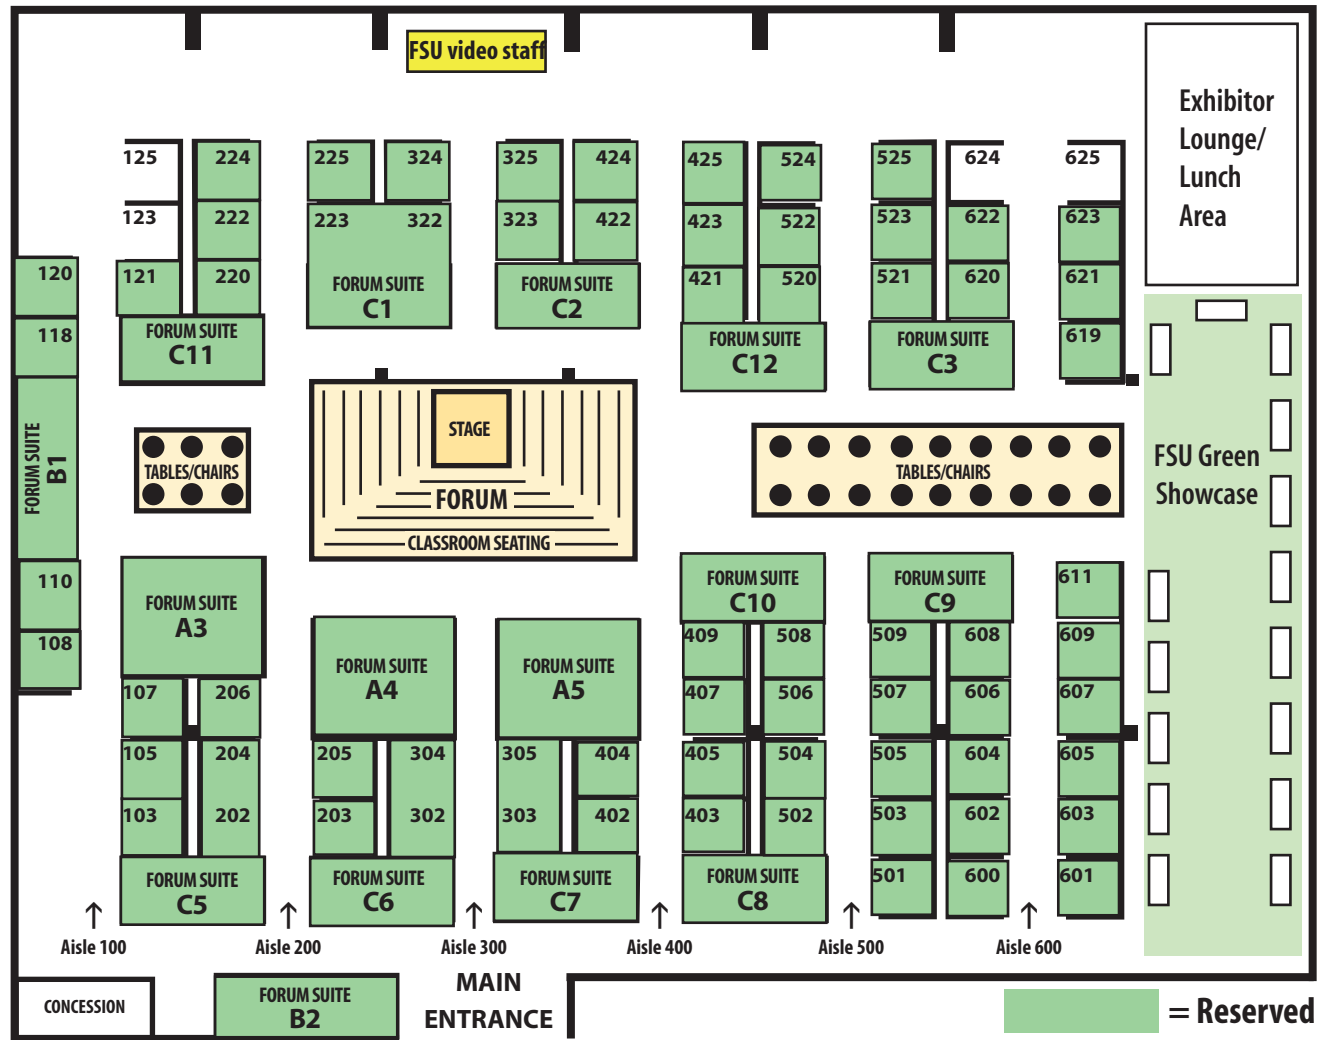 FSU video staff
Exhibitor
Lounge/
Lunch
Area
125 224 225 324 325 424 425 524 525 624 625
123 222 223 322 323 422 423 522 523 622 623
120 121 220 421 520 521 620 621
FORUM SUITE
C1
FORUM SUITE
C2
118
FORUM SUITE
C11
FORUM SUITE
C12
FORUM SUITE
C3
619
FORUM SUITE
B1
TABLES/CHAIRS
STAGE
FORUM
CLASSROOM SEATING
TABLES/CHAIRS
FSU Green
Showcase
110
108
FORUM SUITE
A3
FORUM SUITE
A4
FORUM SUITE
A5
FORUM SUITE
C10
FORUM SUITE
C9
611
409 508 509 608 609
107 206 407 506 507 606 607
105 204 205 304 305 404 405 504 505 604 605
103 202 203 302 303 402 403 502 503 602 603
501 600 601
FORUM SUITE
C5
FORUM SUITE
C6
FORUM SUITE
C7
FORUM SUITE
C8
Aisle 100 Aisle 200 Aisle 300 Aisle 400 Aisle 500 Aisle 600
CONCESSION
FORUM SUITE
B2
MAIN
ENTRANCE
= Reserved